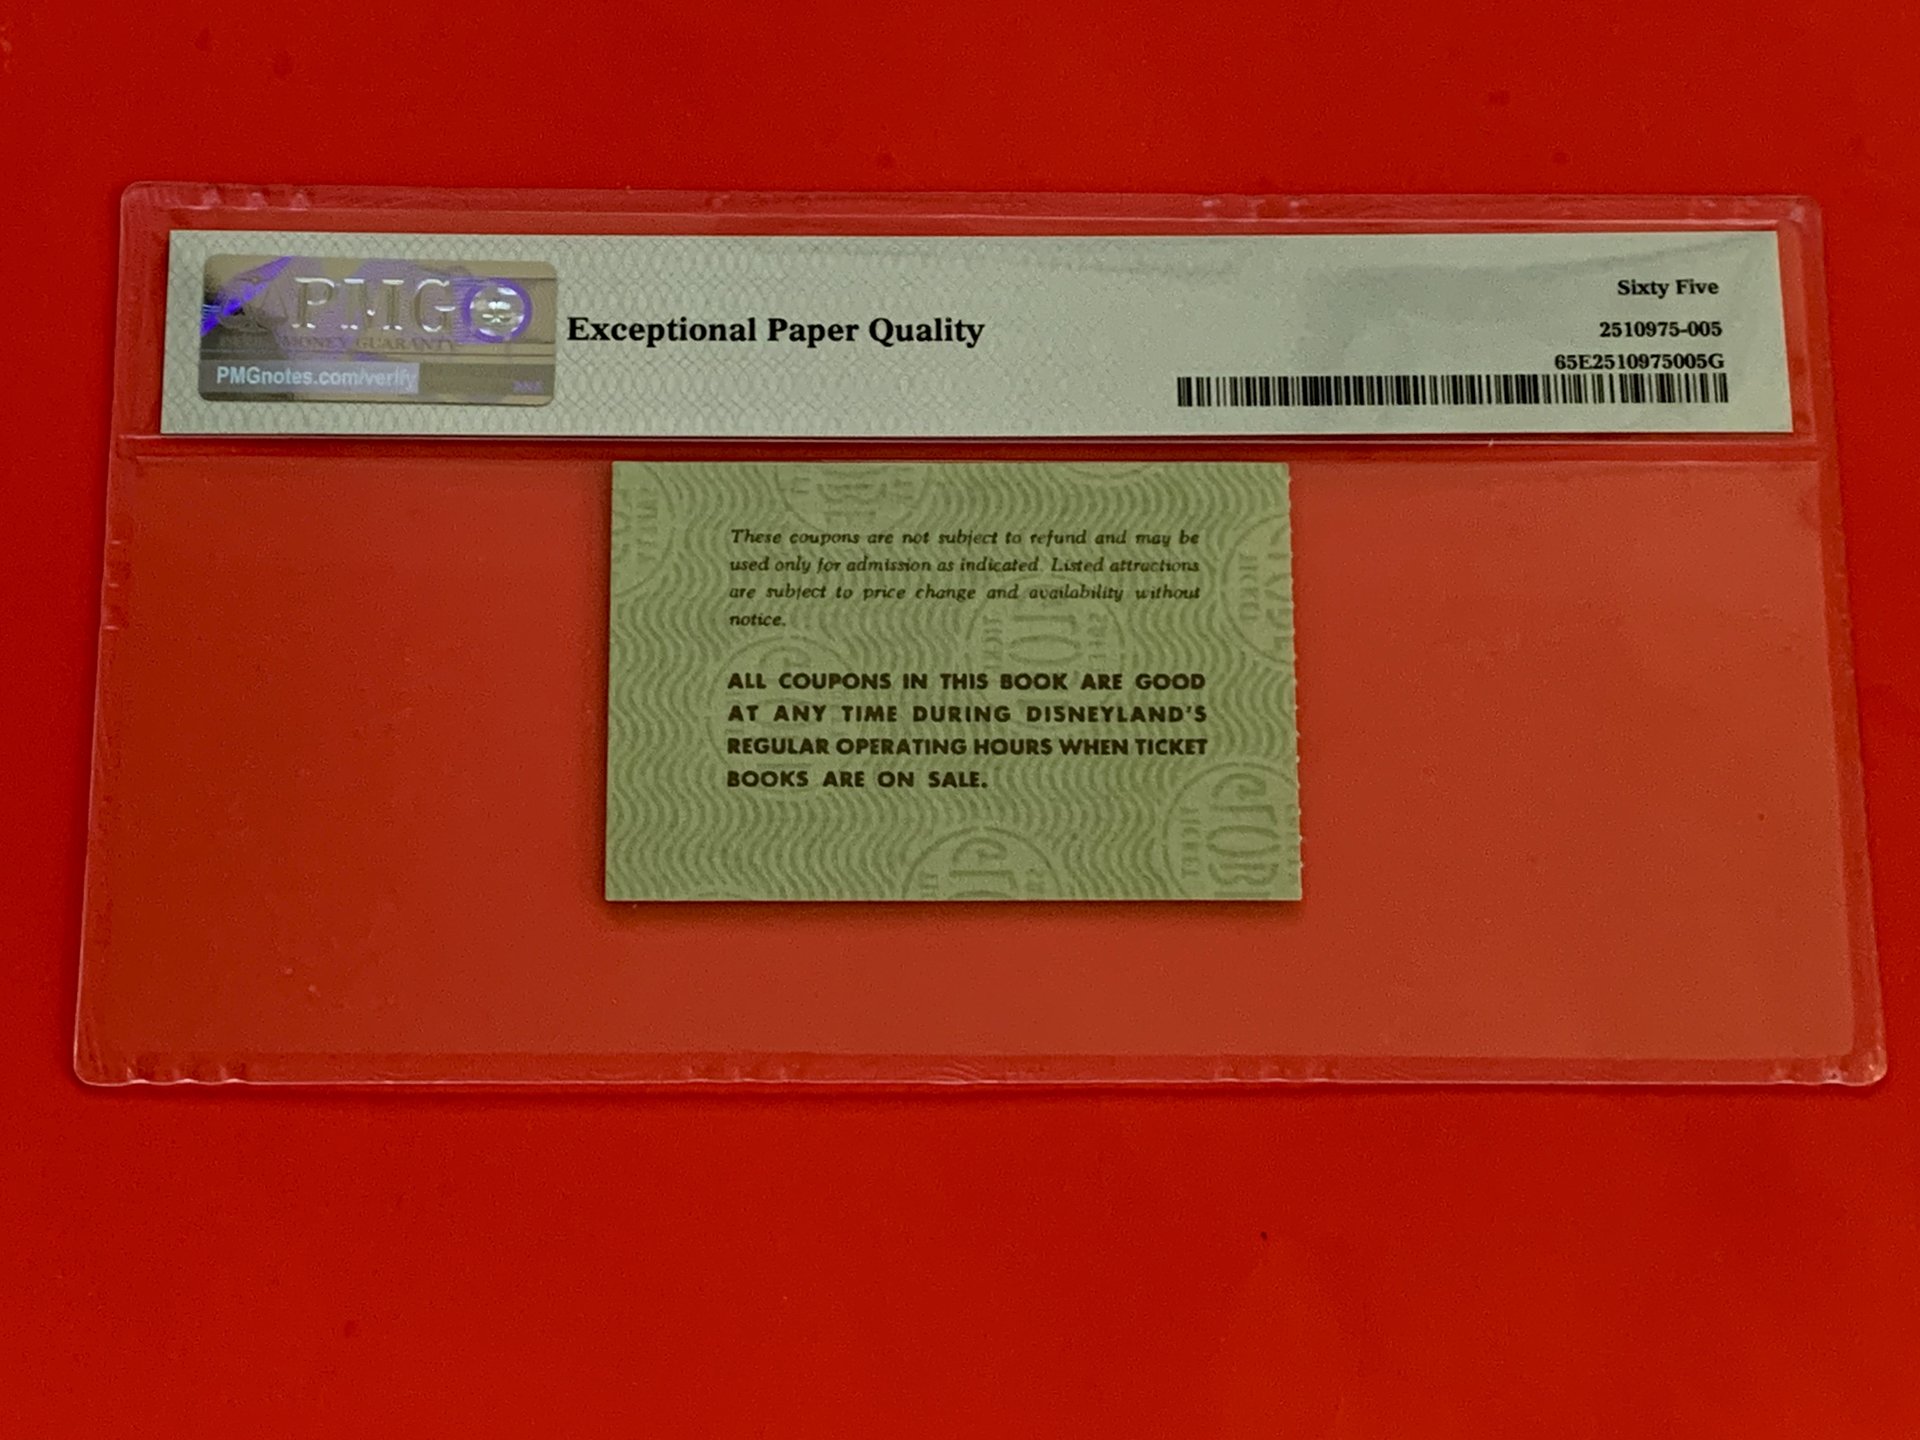 PMG
PAPER MONEY GUARANTY
PMGnotes.com/verify
Exceptional Paper Quality
Sixty Five
2510975-005
65E2510975005G
These coupons are not subject to refund and may be
used only for admission as indicated. Listed attractions
are subject to price change and availability without
notice.
ALL COUPONS IN THIS BOOK ARE GOOD
AT ANY TIME DURING DISNEYLAND'S
REGULAR OPERATING HOURS WHEN TICKET
BOOKS ARE ON SALE.